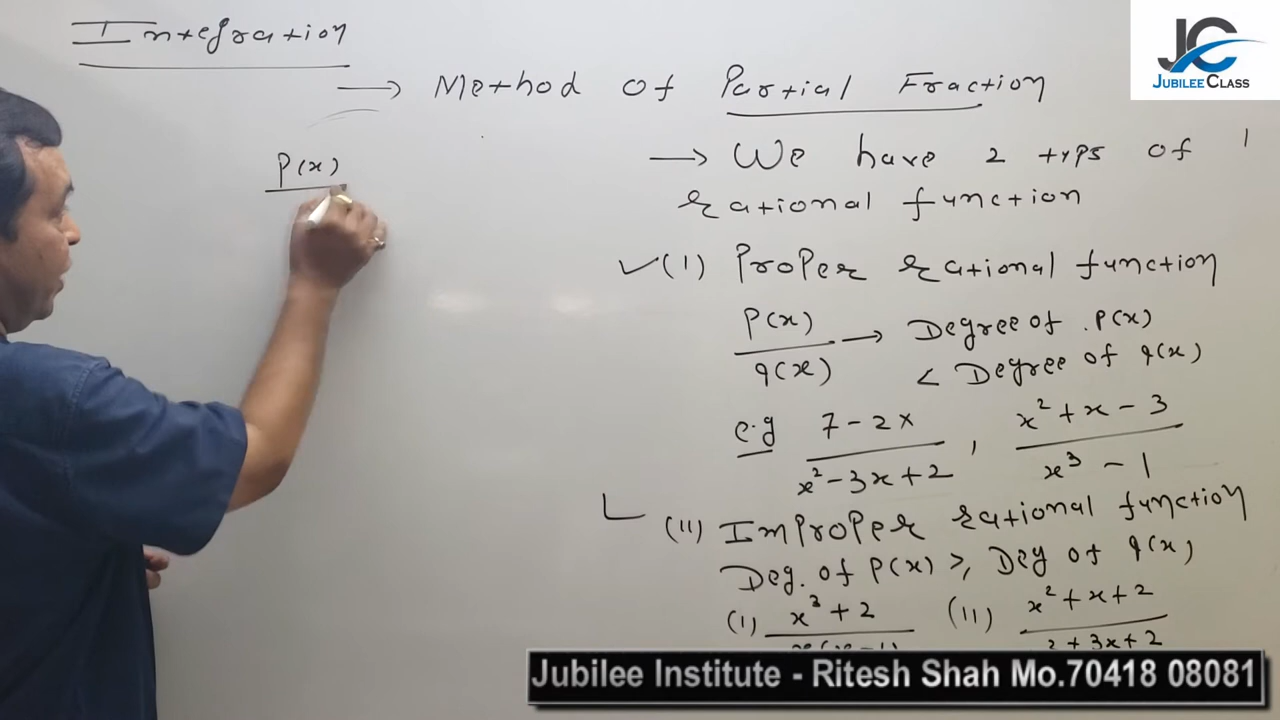 Integration
→ Method of Partial Fraction
P(x)
→ We have 2 typs of
rational function
✓(I) Proper rational function
P(x)/q(x) → Degree of P(x)
< Degree of q(x)
e.g (7-2x)/(x²-3x+2) , (x²+x-3)/(x³-1)
(II) Improper rational function
Deg. of P(x) ≥, Deg of q(x)
(I) x³+2 (II) x²+x+2
+3x+2
JC
JUBILEE CLASS
Jubilee Institute - Ritesh Shah Mo.70418 08081